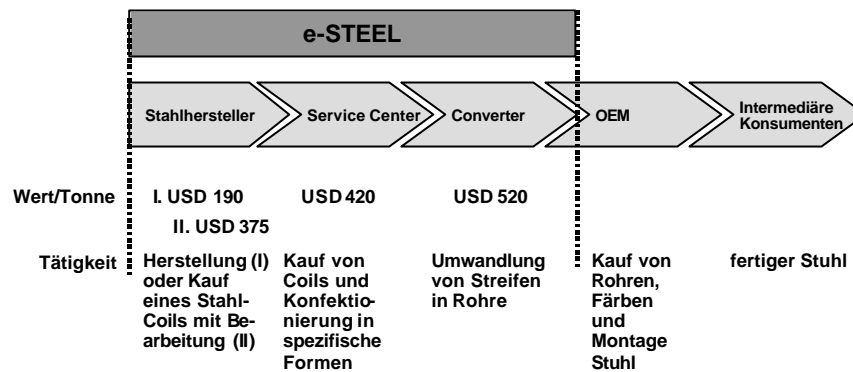 e-STEEL
Stahlhersteller
Service Center
Converter
OEM
Intermediäre
Konsumenten
Wert/Tonne
I. USD 190
II. USD 375
USD 420
USD 520
Tätigkeit
Herstellung (I)
oder Kauf
eines Stahl-
Coils mit Be-
arbeitung (II)
Kauf von
Coils und
Konfektio-
nierung in
spezifische
Formen
Umwandlung
von Streifen
in Rohre
Kauf von
Rohren,
Färben
und
Montage
Stuhl
fertiger Stuhl